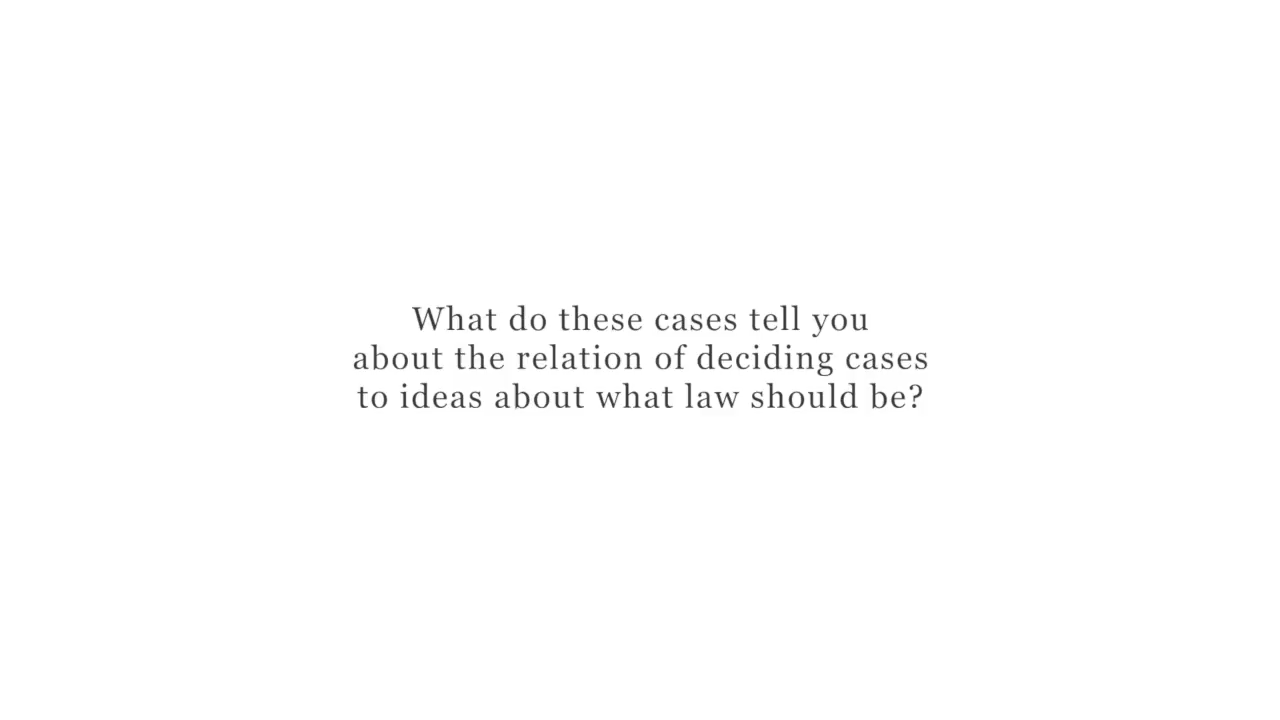 What do these cases tell you
about the relation of deciding cases
to ideas about what law should be?